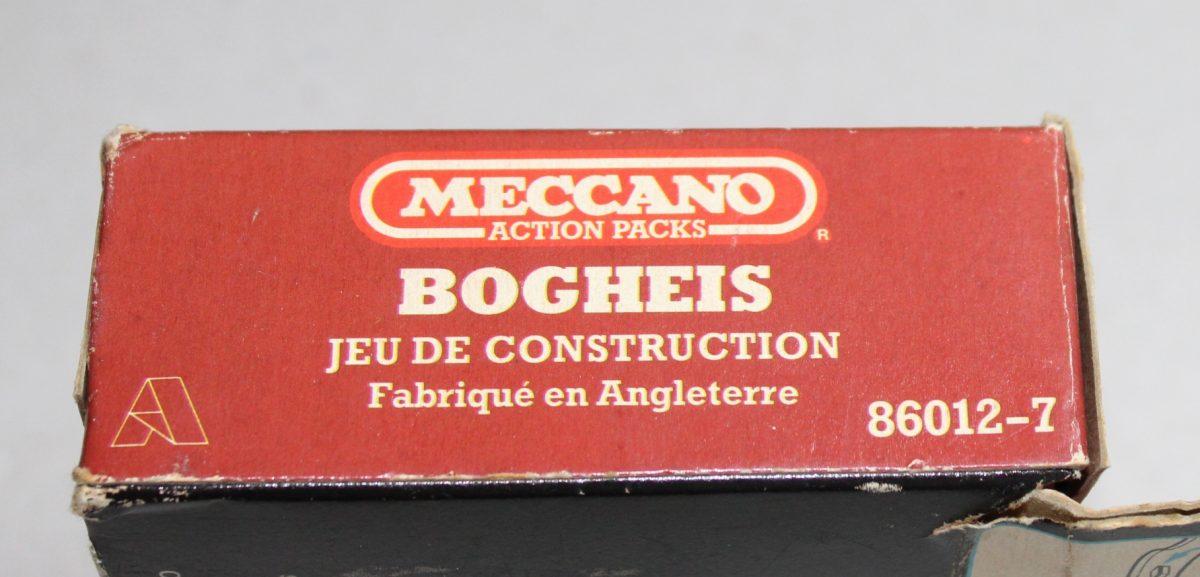 MECCANO
ACTION PACKS
R
BOGHEIS
JEU DE CONSTRUCTION
Fabriqué en Angleterre
86012-7
A